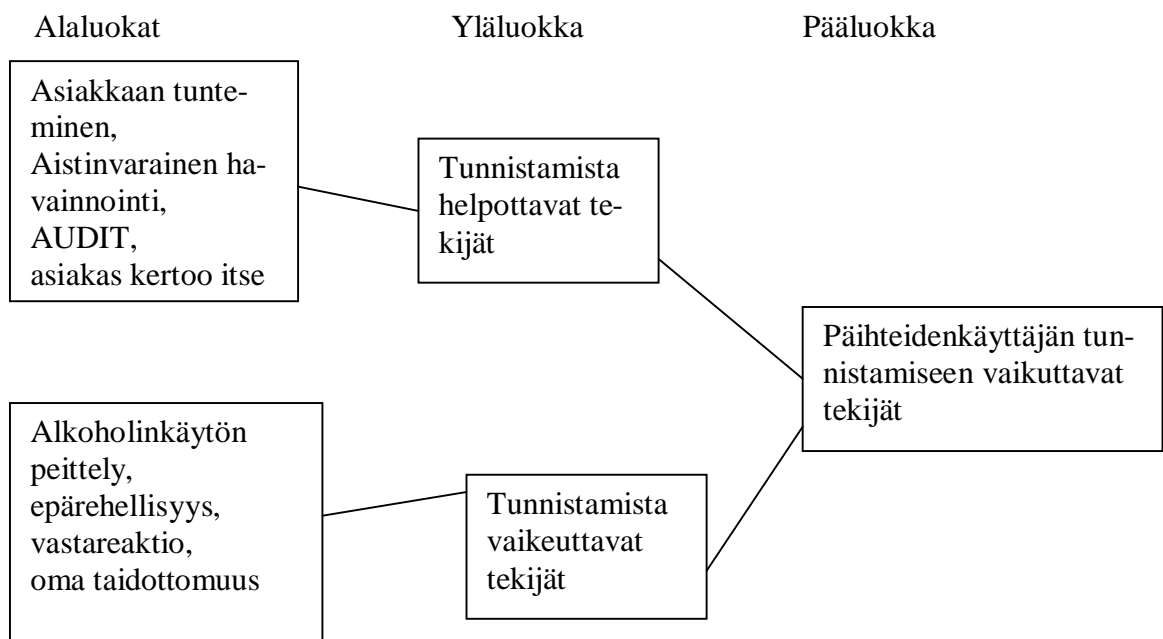 Alaluokat Yläluokka Pääluokka
Asiakkaan tunte-
minen,
Aistinvarainen ha-
vainnointi,
AUDIT,
asiakas kertoo itse
Tunnistamista
helpottavat te-
kijät
Päihteidenkäyttäjän tun-
nistamiseen vaikuttavat
tekijät
Alkoholinkäytön
peittely,
epärehellisyys,
vastareaktio,
oma taidottomuus
Tunnistamista
vaikeuttavat
tekijät